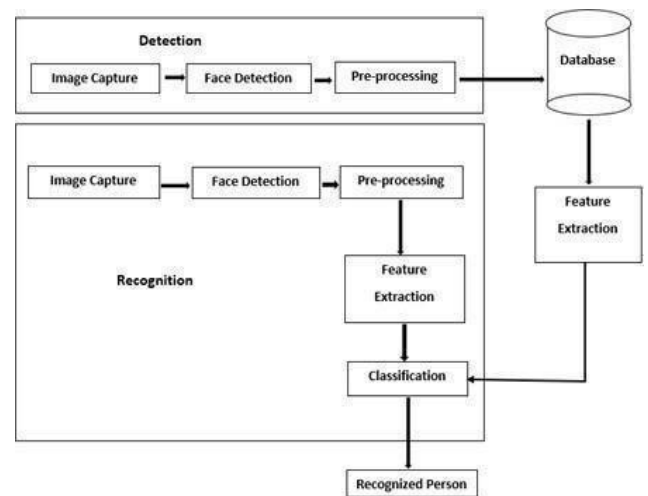 Detection
Image Capture
Face Detection
Pre-processing
Database
Image Capture
Face Detection
Pre-processing
Feature
Extraction
Recognition
Feature
Extraction
Classification
Recognized Person